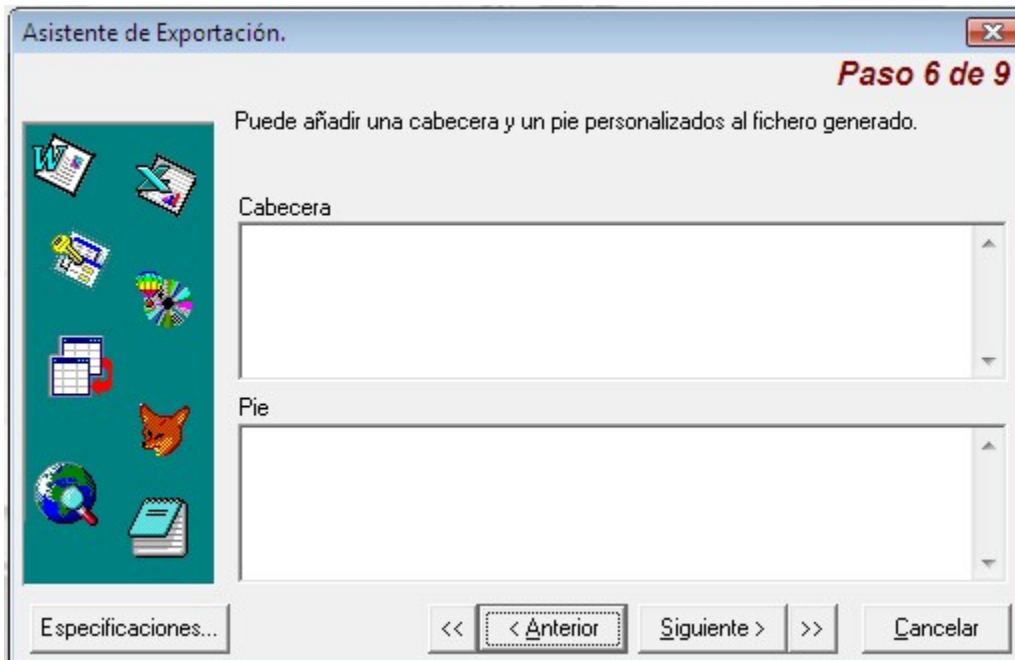 Asistente de Exportación.
Paso 6 de 9
Puede añadir una cabecera y un pie personalizados al fichero generado.
Cabecera
Pie
Especificaciones... << < Anterior Siguiente > >> Cancelar